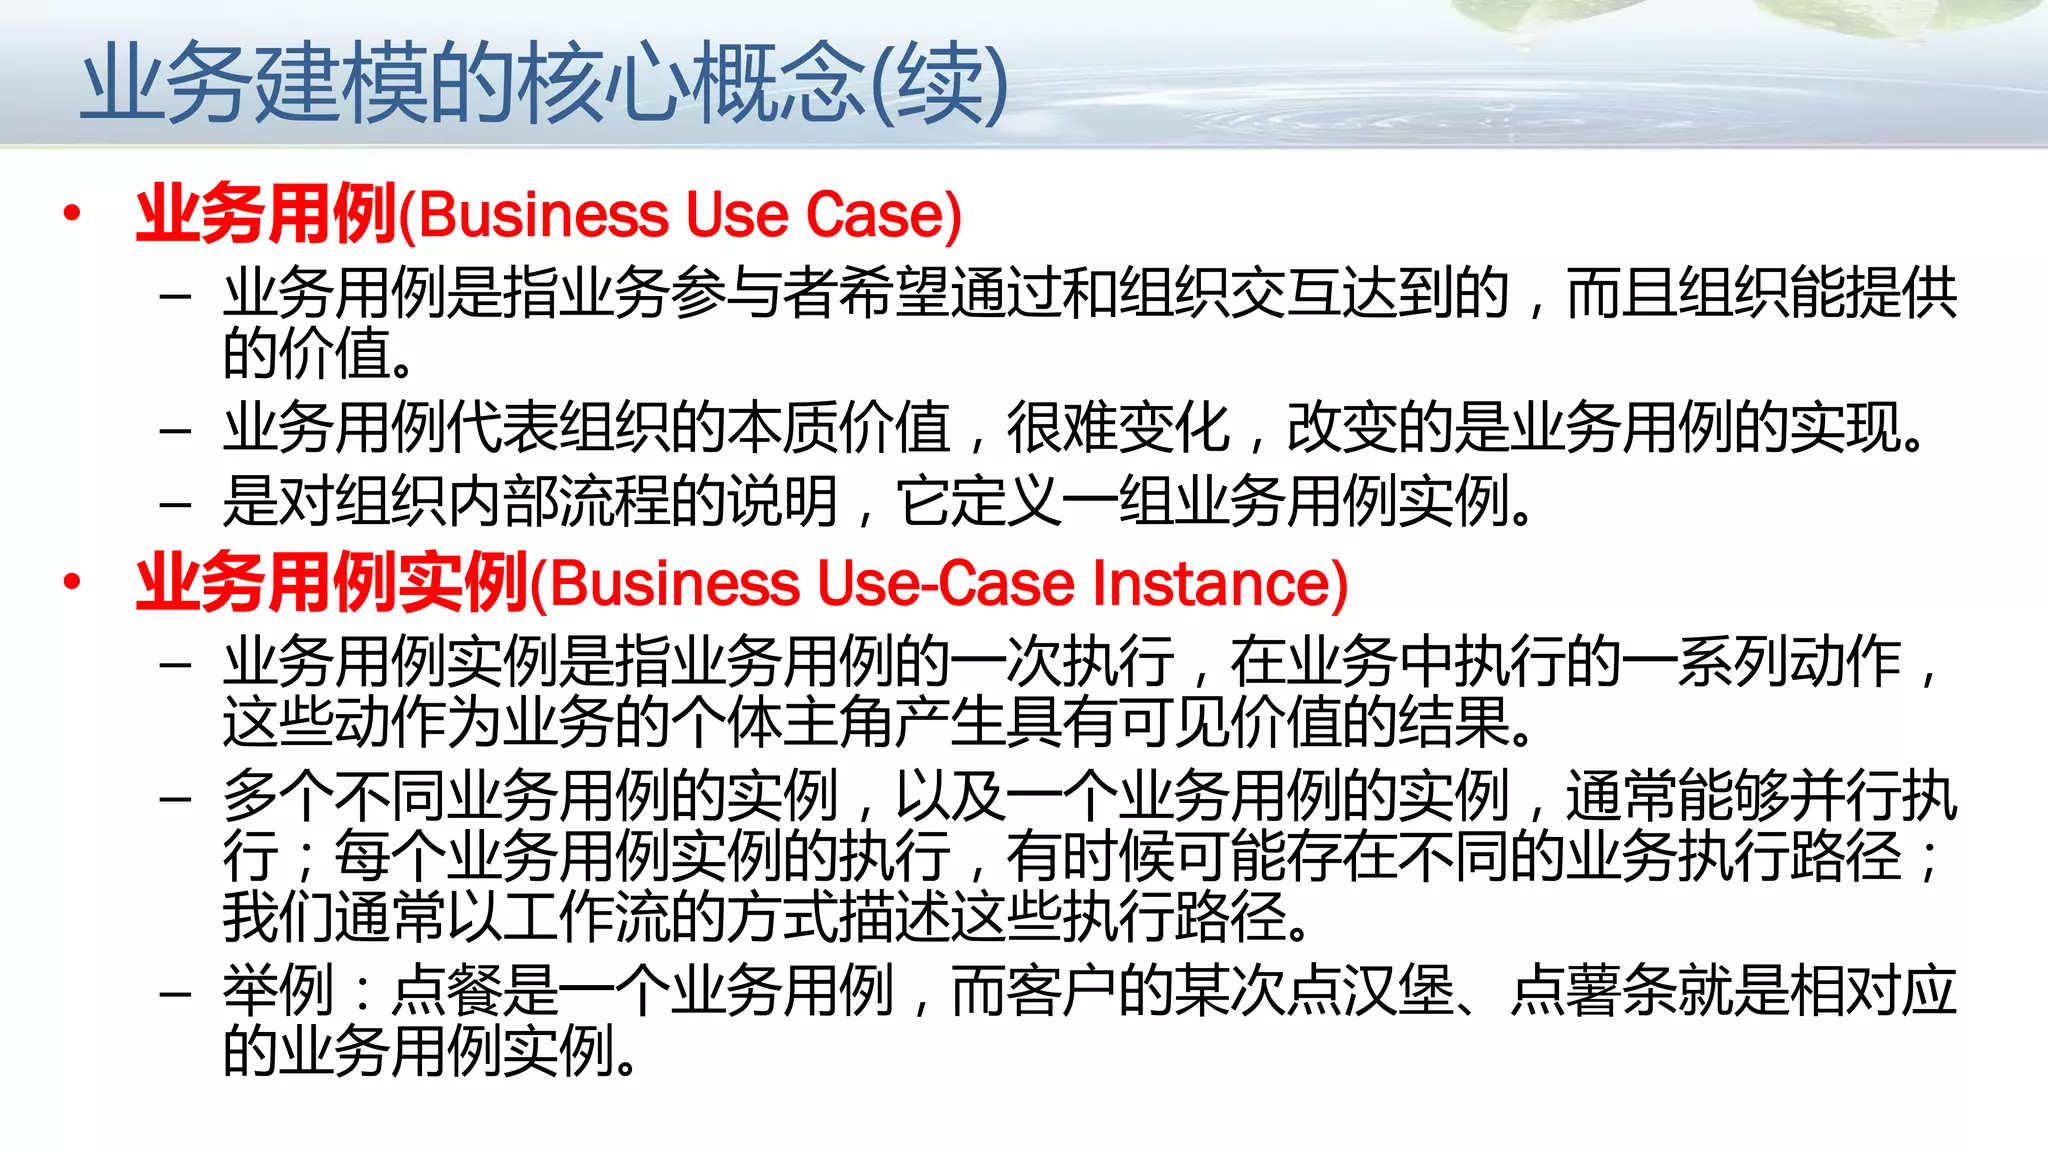 业务建模的核心概念(续)
• 业务用例(Business Use Case)
– 业务用例是指业务参与者希望通过和组织交互达到的，而且组织能提供
的价值。
– 业务用例代表组织的本质价值，很难变化，改变的是业务用例的实现。
– 是对组织内部流程的说明，它定义一组业务用例实例。
• 业务用例实例(Business Use-Case Instance)
– 业务用例实例是指业务用例的一次执行，在业务中执行的一系列动作，
这些动作为业务的个体主角产生具有可见价值的结果。
– 多个不同业务用例的实例，以及一个业务用例的实例，通常能够并行执
行；每个业务用例实例的执行，有时候可能存在不同的业务执行路径；
我们通常以工作流的方式描述这些执行路径。
– 举例：点餐是一个业务用例，而客户的某次点汉堡、点薯条就是相对应
的业务用例实例。